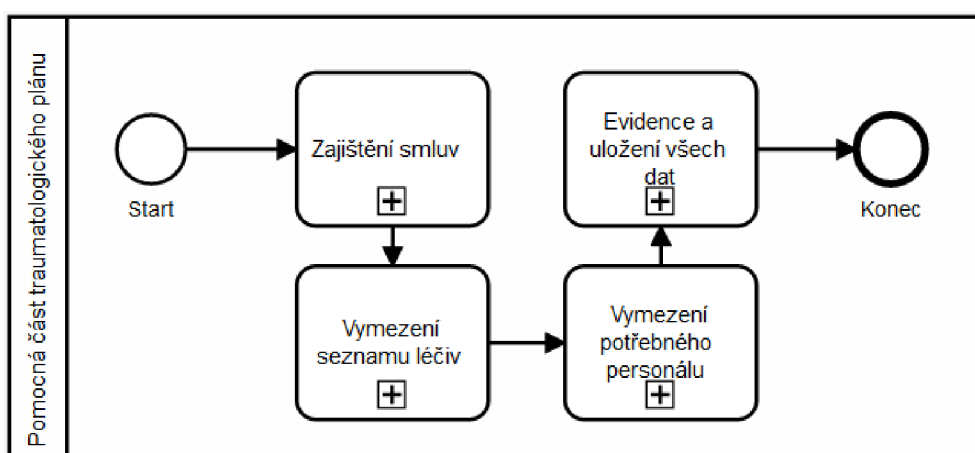 Pomocná část traumatologického plánu
Start
Zajištění smluv
Vymezení
seznamu léčiv
Vymezení
potřebného
personálu
Evidence a
uložení všech
dat
Konec